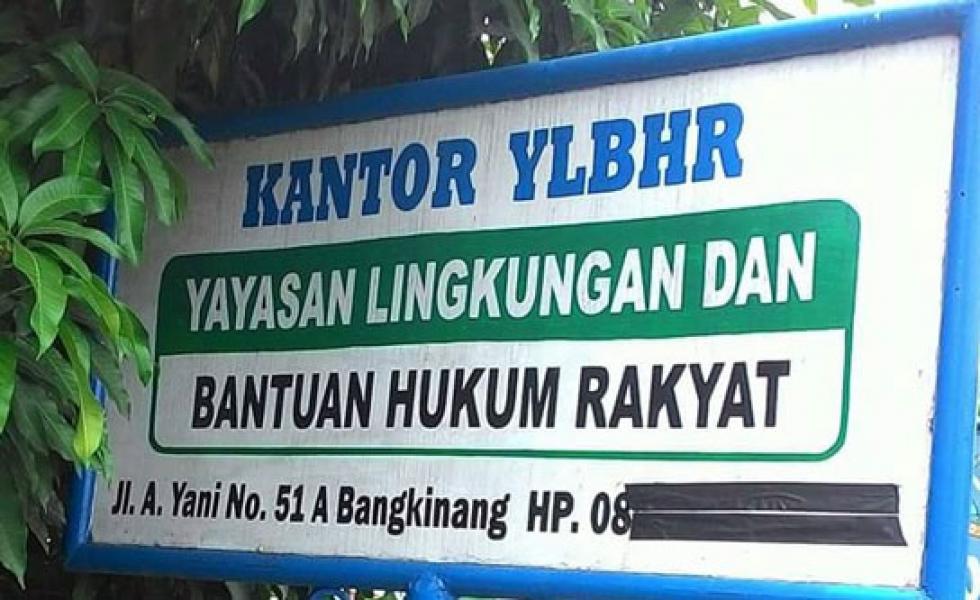 KANTOR YLBHR
YAYASAN LINGKUNGAN DAN
BANTUAN HUKUM RAKYAT
Jl. A. Yani No. 51 A Bangkinang HP. 08